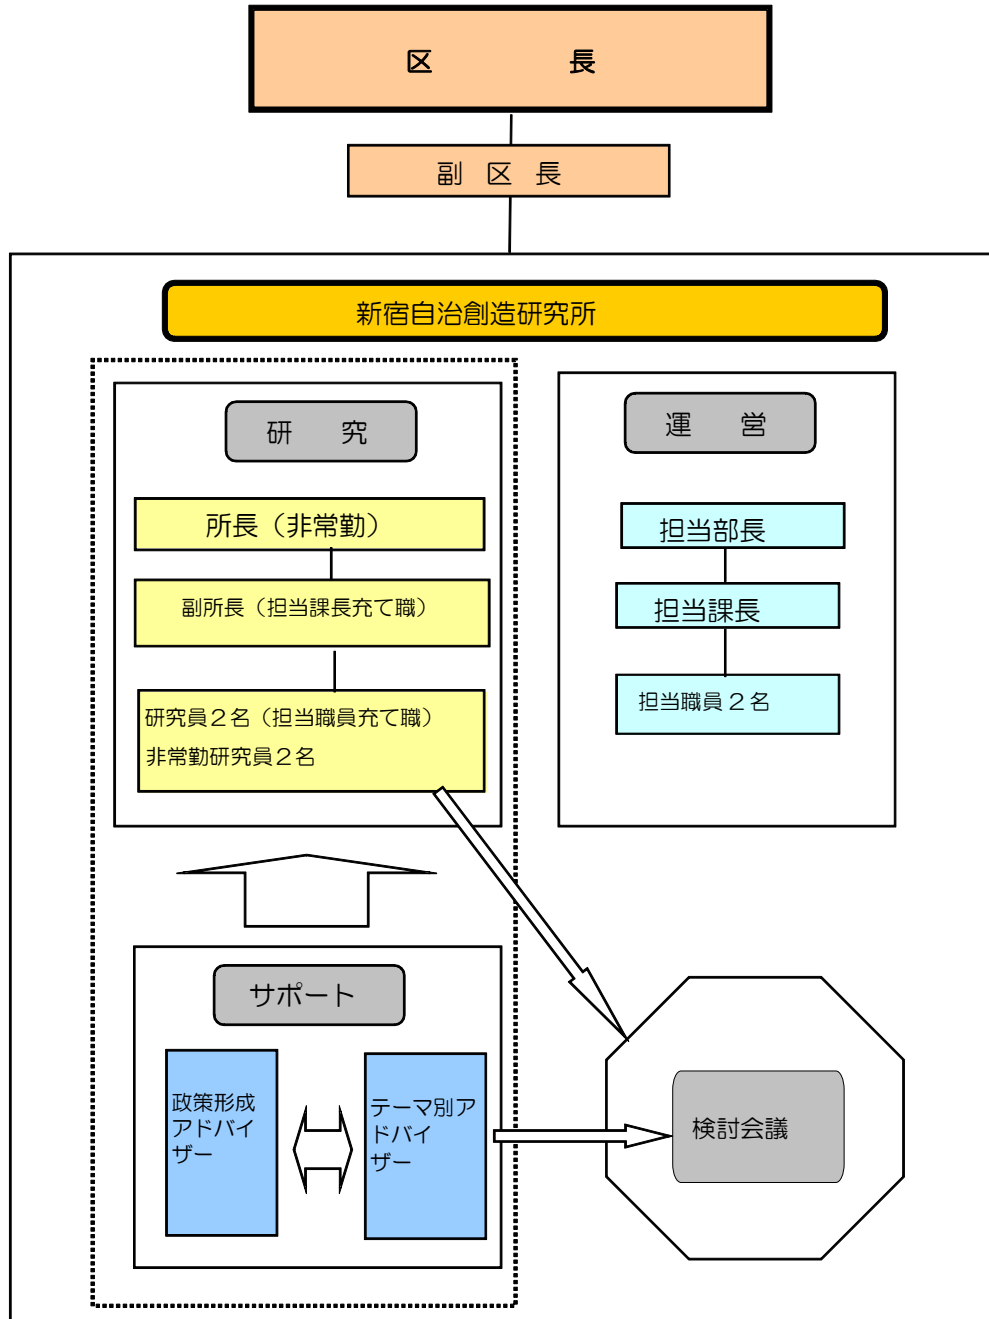 区　長
副 区 長
新宿自治創造研究所
研　究
所長（非常勤）
副所長（担当課長充て職）
研究員２名（担当職員充て職）
非常勤研究員２名
運　営
担当部長
担当課長
担当職員２名
サポート
政策形成
アドバイ
ザー
テーマ別ア
ドバイ
ザー
検討会議